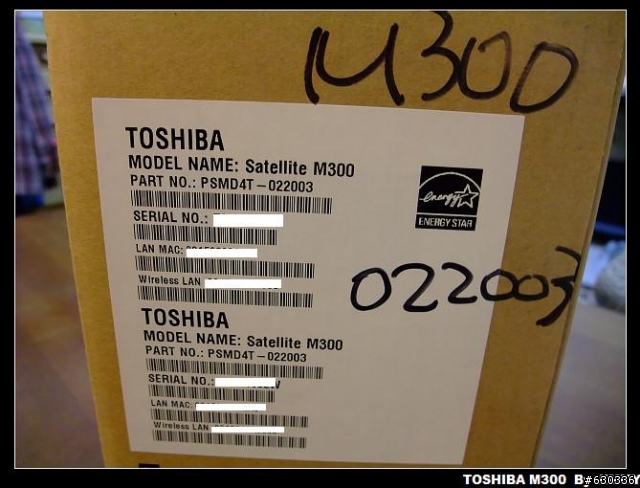 M300
TOSHIBA
MODEL NAME: Satellite M300
PART NO.: PSMD4T-022003
SERIAL NO.:
LAN MAC:
Wireless LAN
energy
ENERGY STAR
022003
TOSHIBA
MODEL NAME: Satellite M300
PART NO.: PSMD4T-022003
SERIAL NO.:
LAN MAC:
Wireless LAN
TOSHIBA M300